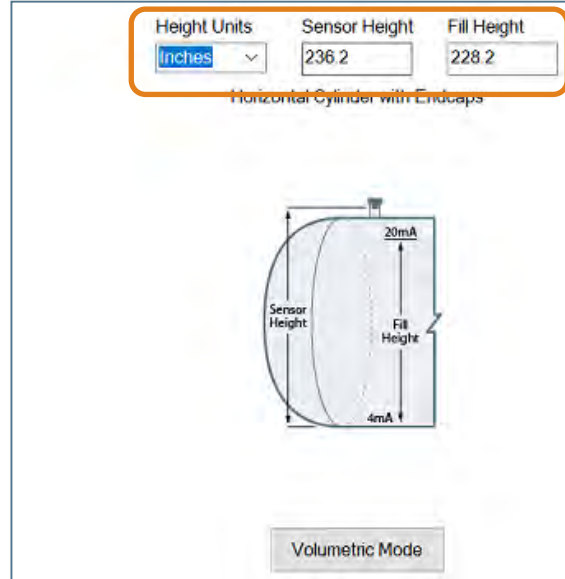 Height Units Sensor Height Fill Height
Inches 236.2 228.2
Horizontal Cylinder with Endcaps
20mA
Sensor
Height
Fill
Height
4mA
Volumetric Mode